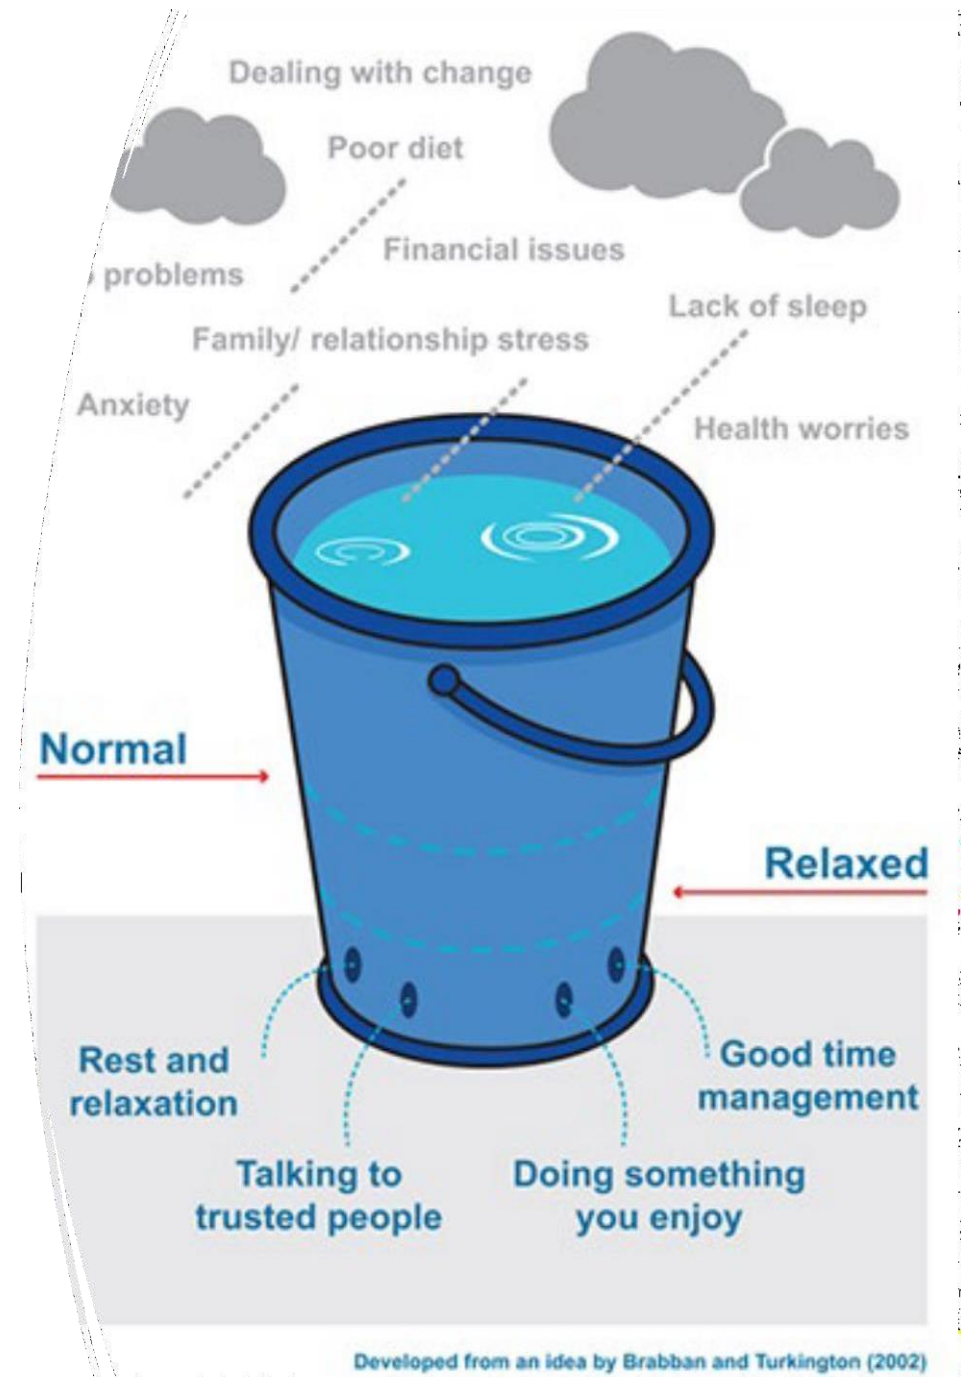 Dealing with change
Poor diet
Financial issues
problems
Lack of sleep
Family/ relationship stress
Anxiety
Health worries
Normal
Relaxed
Rest and
relaxation
Good time
management
Talking to
trusted people
Doing something
you enjoy
Developed from an idea by Brabban and Turkington (2002)